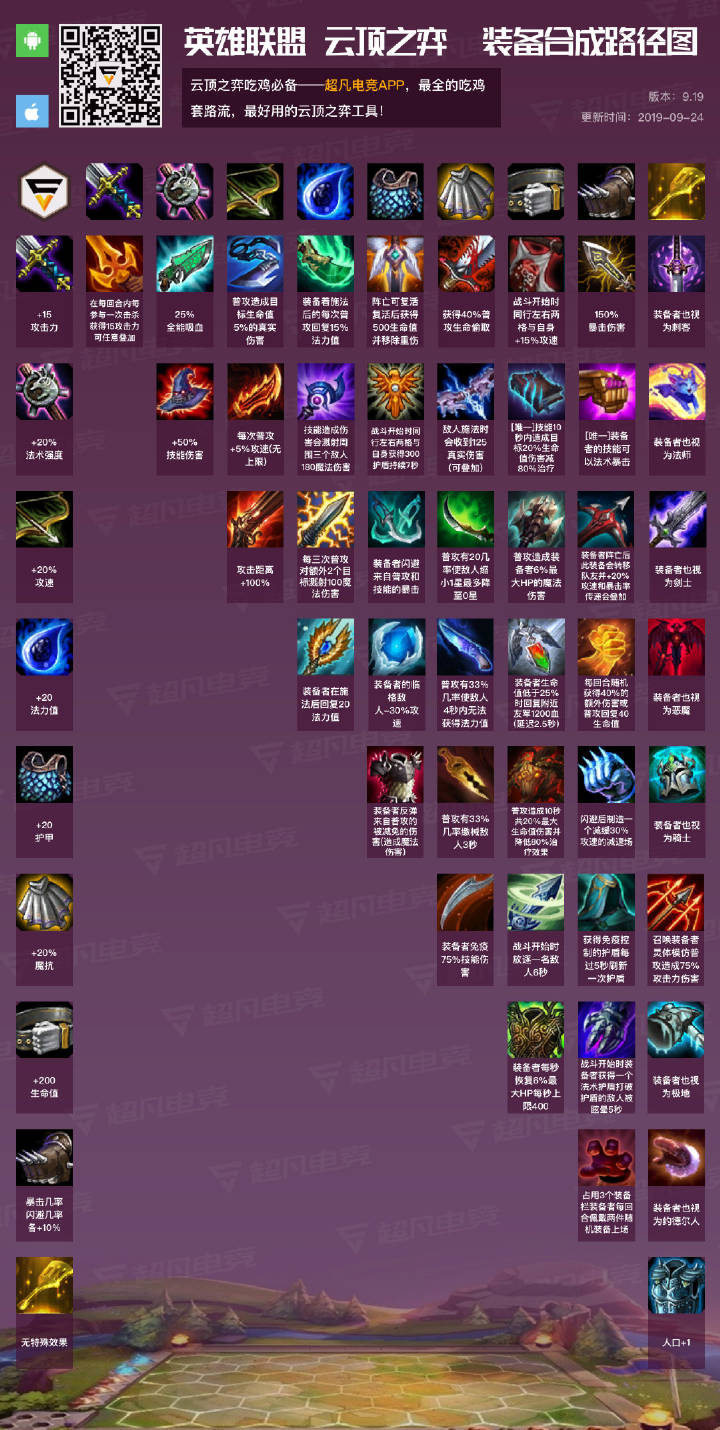 英雄联盟 云顶之弈 装备合成路径图
云顶之弈吃鸡必备——超凡电竞APP，最全的吃鸡
套路流，最好用的云顶之弈工具！
版本：9.19
更新时间：2019-09-24
+15
攻击力
在每回合内每
参与一次击杀
获得15攻击力
可任意叠加
25%
全能吸血
普攻造成目
标生命值
5%的真实
伤害
装备着施法
后的每次普
攻回复15%
法力值
阵亡可复活
复活后获得
500生命值
并移除重伤
获得40%普
攻生命偷取
战斗开始时
同行左右两
格与自身
+15%攻速
150%
暴击伤害
装备者也视
为刺客
+20%
法术强度
+50%
技能伤害
每次普攻
+5%攻速(无
上限)
技能造成伤
害会溅射周
围三个敌人
180魔法伤害
战斗开始时同
行左右两格与
自身获得300
护盾持续7秒
敌人施法时
会收到125
真实伤害
(可叠加)
[唯一]技能10
秒内造成目
标20%生命
值伤害减
80%治疗
[唯一]装备
者的技能可
以法术暴击
装备者也视
为法师
+20%
攻速
攻击距离
+100%
每三次普攻
对额外2个目
标溅射100魔
法伤害
装备者闪避
来自普攻和
技能的暴击
普攻有20几
率使敌人缩
小1星最多降
至0星
普攻造成装
备者6%最
大HP的魔法
伤害
装备者阵亡后
此装备会转移
队友并+20%
攻速和暴击率
传递会叠加
装备者也视
为剑士
+20
法力值
装备者在施
法后回复20
法力值
装备者的临
格敌
人-30%攻
速
普攻有33%
几率使敌人
4秒内无法
获得法力值
装备者生命
值低于25%
时回复附近
友军1200血
(延迟2.5秒)
每回合随机
获得40%的
额外伤害或
普攻回复40
生命值
装备者也视
为恶魔
+20
护甲
装备者反弹
来自普攻的
被减免的伤
害(造成魔法
伤害)
普攻有33%
几率缴械敌
人3秒
普攻造成10秒
共20%最大
生命值伤害并
降低80%治
疗效果
闪避后制造一
个减缓30%
攻速的减速场
装备者也视
为骑士
+20%
魔抗
装备者免疫
75%技能伤
害
战斗开始时
放逐一名敌
人6秒
获得免疫控
制的护盾每
过5秒刷新
一次护盾
召唤装备者
灵体模仿普
攻造成75%
攻击力伤害
+200
生命值
装备者每秒
恢复6%最
大HP每秒上
限400
战斗开始时装
备者获得一个
法术护盾打破
护盾的敌人被
眩晕5秒
装备者也视
为极地
暴击几率
闪避几率
各+10%
占用3个装备
栏装备者每回
合佩戴两件随
机装备上场
装备者也视
为约德尔人
无特殊效果
人口+1
超凡电竞